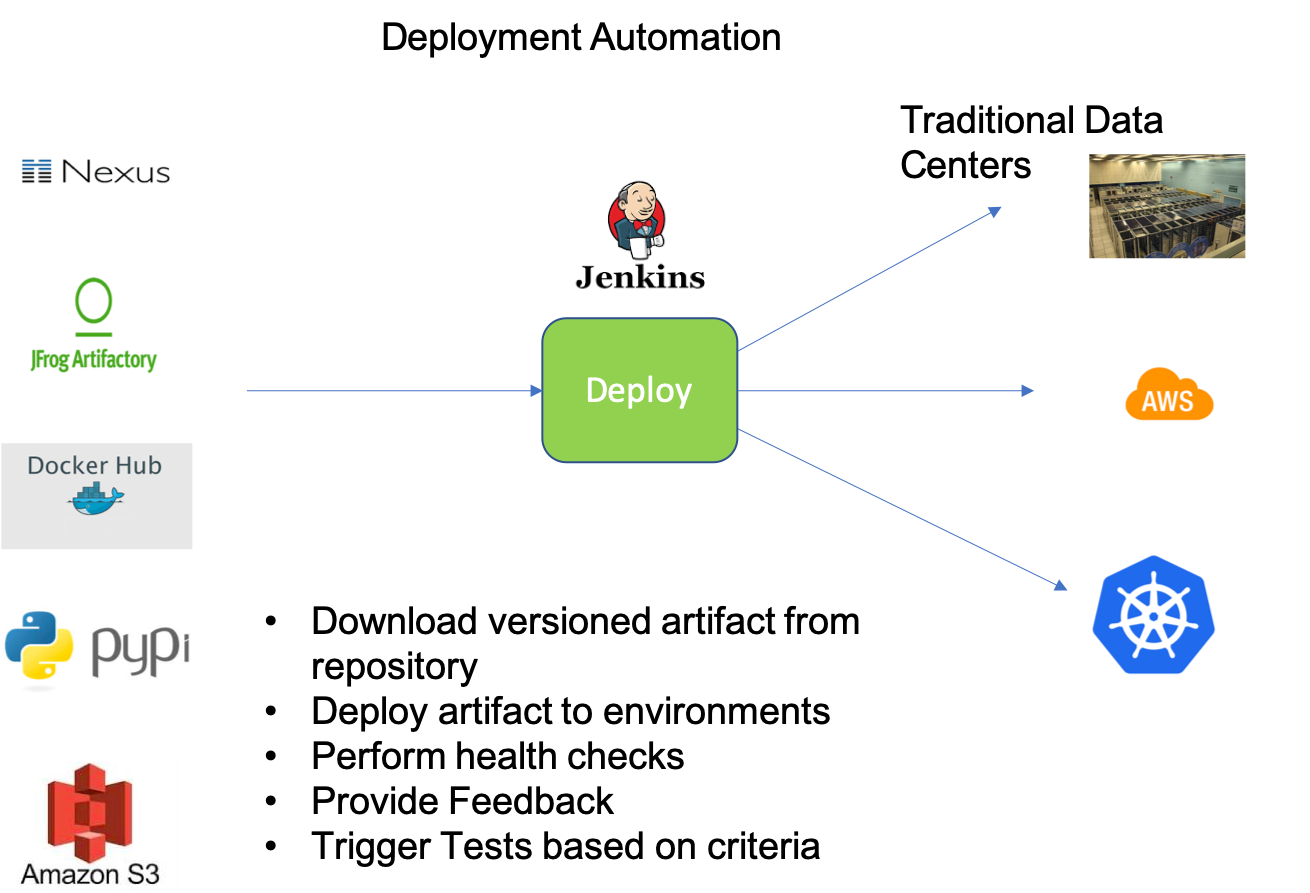 Deployment Automation
Traditional Data
Centers
Nexus
Jenkins
JFrog Artifactory
Deploy
AWS
Docker Hub
pypi
Amazon S3
• Download versioned artifact from
repository
• Deploy artifact to environments
• Perform health checks
• Provide Feedback
• Trigger Tests based on criteria